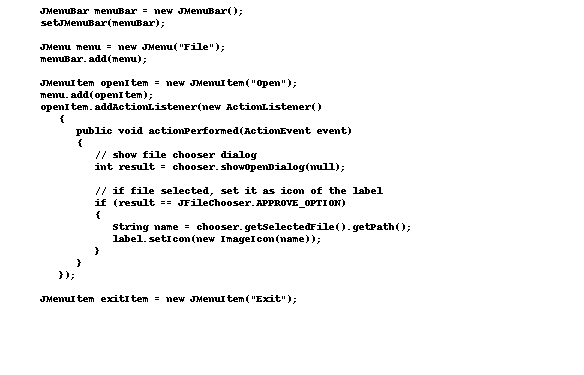 JMenuBar menuBar = new JMenuBar();
setJMenuBar(menuBar);

JMenu menu = new JMenu("File");
menuBar.add(menu);

JMenuItem openItem = new JMenuItem("Open");
menu.add(openItem);
openItem.addActionListener(new ActionListener()
   {
      public void actionPerformed(ActionEvent event)
      {
         // show file chooser dialog
         int result = chooser.showOpenDialog(null);

         // if file selected, set it as icon of the label
         if (result == JFileChooser.APPROVE_OPTION)
         {
            String name = chooser.getSelectedFile().getPath();
            label.setIcon(new ImageIcon(name));
         }
      }
   });

JMenuItem exitItem = new JMenuItem("Exit");